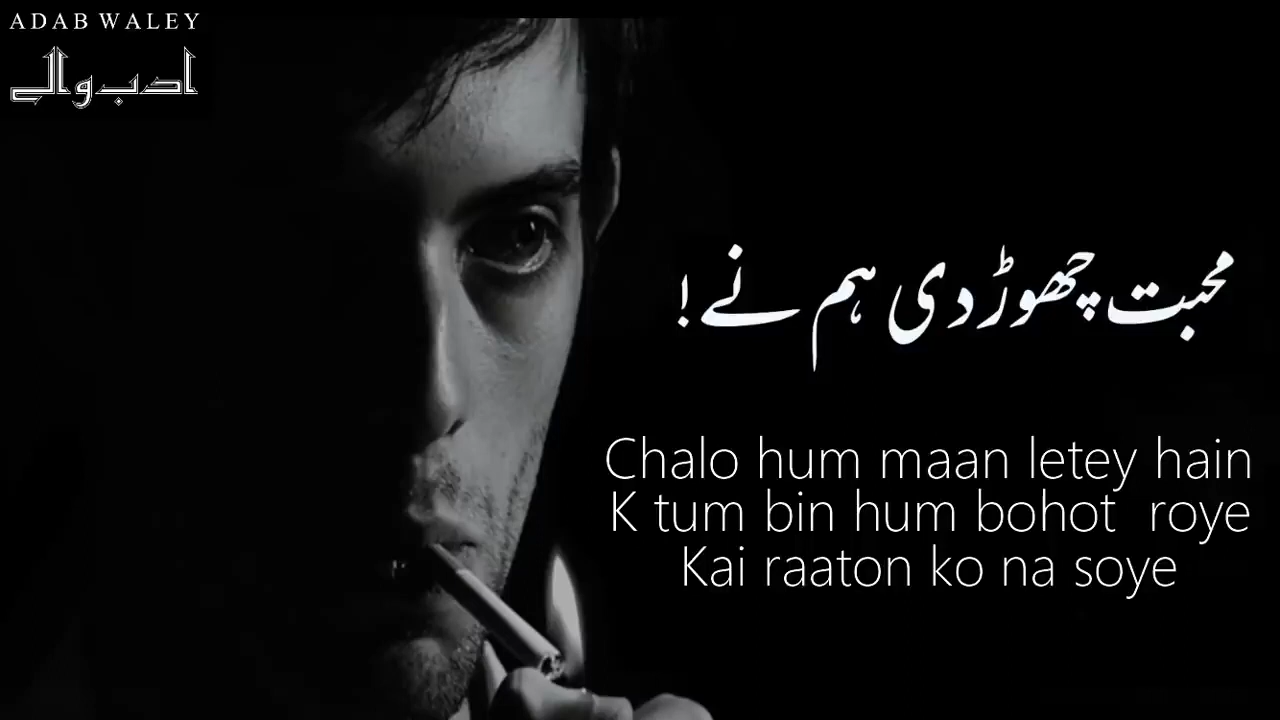 ADAB WALEY
ادب والے
محبت چھوڑ دی ہم نے!
Chalo hum maan letey hain
K tum bin hum bohot roye
Kai raaton ko na soye